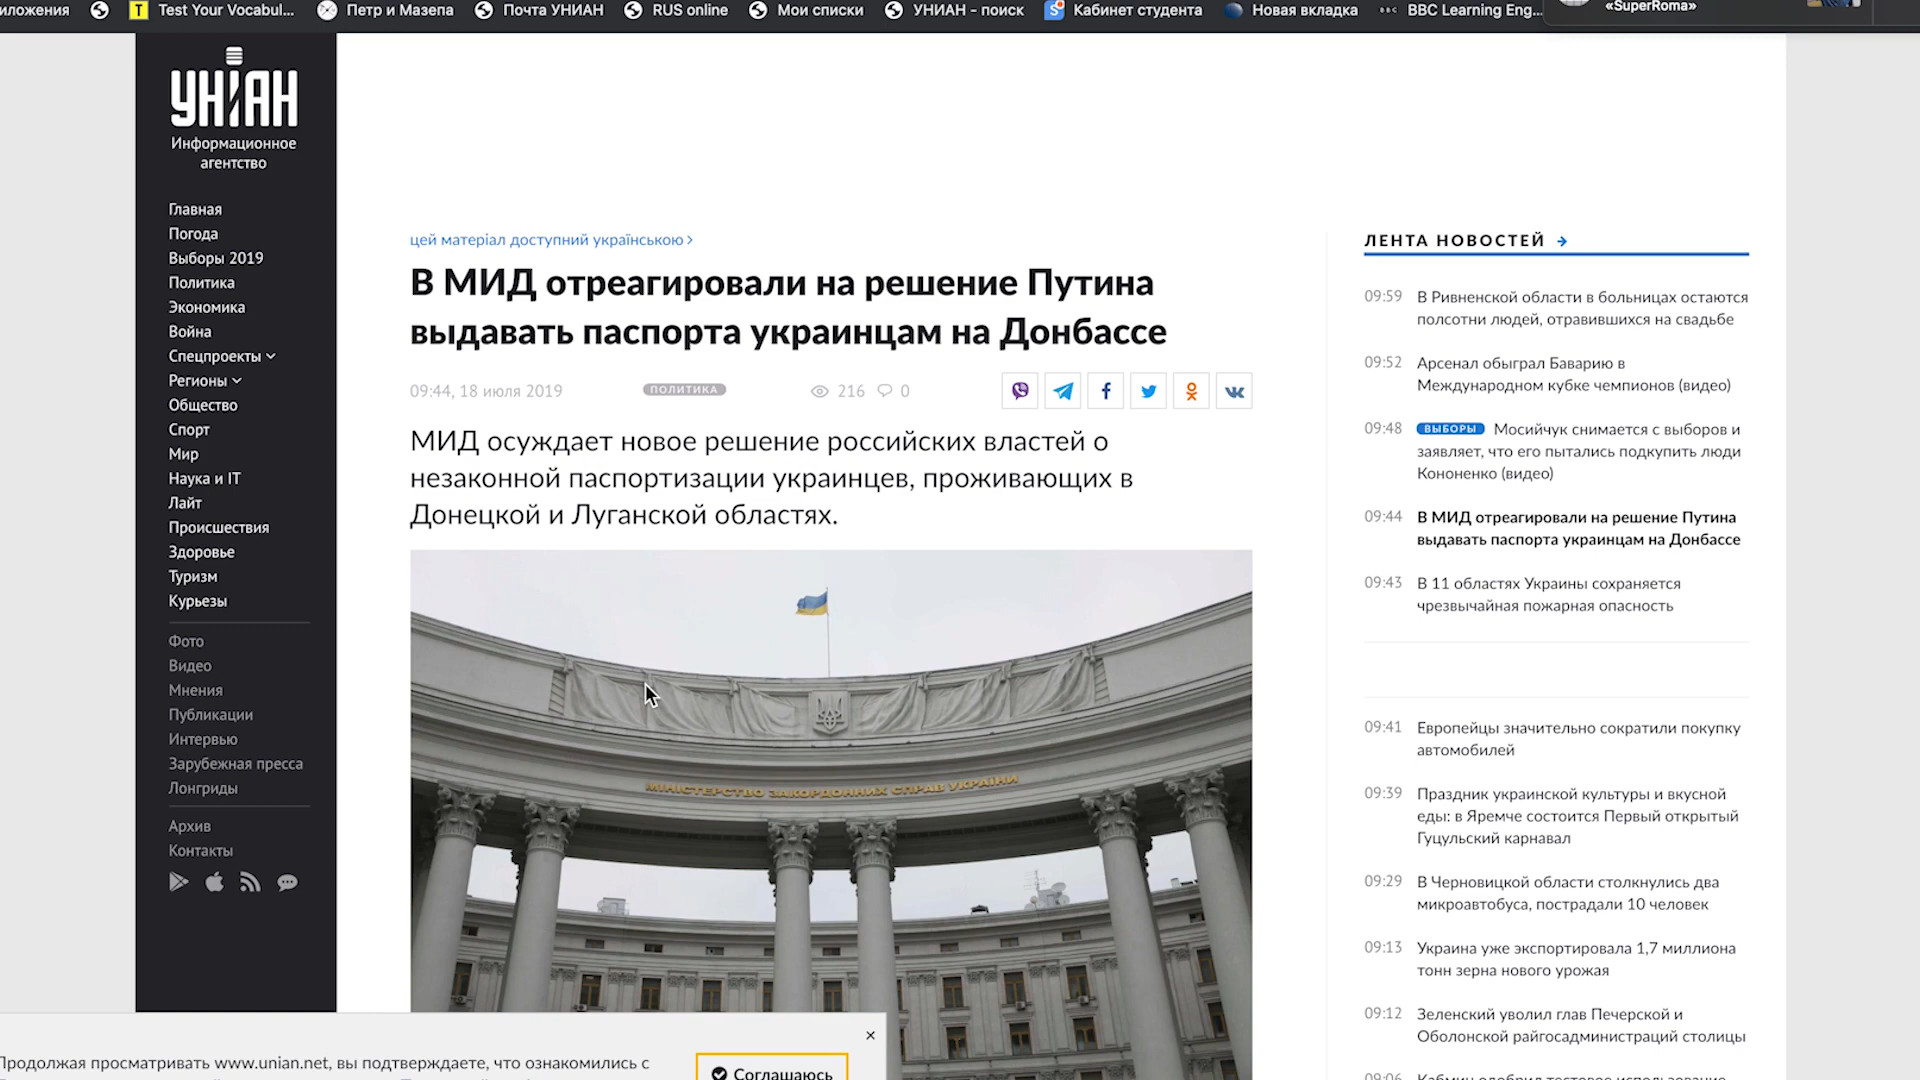 Test Your Vocabul...
Петр и Мазепа
Почта УНИАН
RUS online
Мои списки
УНИАН - поиск
Кабинет студента
Новая вкладка
BBC Learning Eng...
«SuperRoma»
УНІАН
Информационное
агентство
Главная
Погода
Выборы 2019
Политика
Экономика
Война
Спецпроекты
Регионы
Общество
Спорт
Мир
Наука и IT
Лайт
Происшествия
Здоровье
Туризм
Курьезы
Фото
Видео
Мнения
Публикации
Интервью
Зарубежная пресса
Лонгриды
Архив
Контакты
цей матеріал доступний українською
В МИД отреагировали на решение Путина
выдавать паспорта украинцам на Донбассе
09:44, 18 июля 2019
ПОЛИТИКА
216
0
МИД осуждает новое решение российских властей о
незаконной паспортизации украинцев, проживающих в
Донецкой и Луганской областях.
МІНІСТЕРСТВО ЗАКОРДОННИХ СПРАВ УКРАЇНИ
ЛЕНТА НОВОСТЕЙ
09:59 В Ривненской области в больницах остаются
полсотни людей, отравившихся на свадьбе
09:52 Арсенал обыграл Баварию в
Международном кубке чемпионов (видео)
09:48 ВЫБОРЫ Мосийчук снимается с выборов и
заявляет, что его пытались подкупить люди
Кононенко (видео)
09:44 В МИД отреагировали на решение Путина
выдавать паспорта украинцам на Донбассе
09:43 В 11 областях Украины сохраняется
чрезвычайная пожарная опасность
09:41 Европейцы значительно сократили покупку
автомобилей
09:39 Праздник украинской культуры и вкусной
еды: в Яремче состоится Первый открытый
Гуцульский карнавал
09:29 В Черновицкой области столкнулись два
микроавтобуса, пострадали 10 человек
09:13 Украина уже экспортировала 1,7 миллиона
тонн зерна нового урожая
09:12 Зеленский уволил глав Печерской и
Оболонской райгосадминистраций столицы
Продолжая просматривать www.unian.net, вы подтверждаете, что ознакомились с
Соглашаюсь